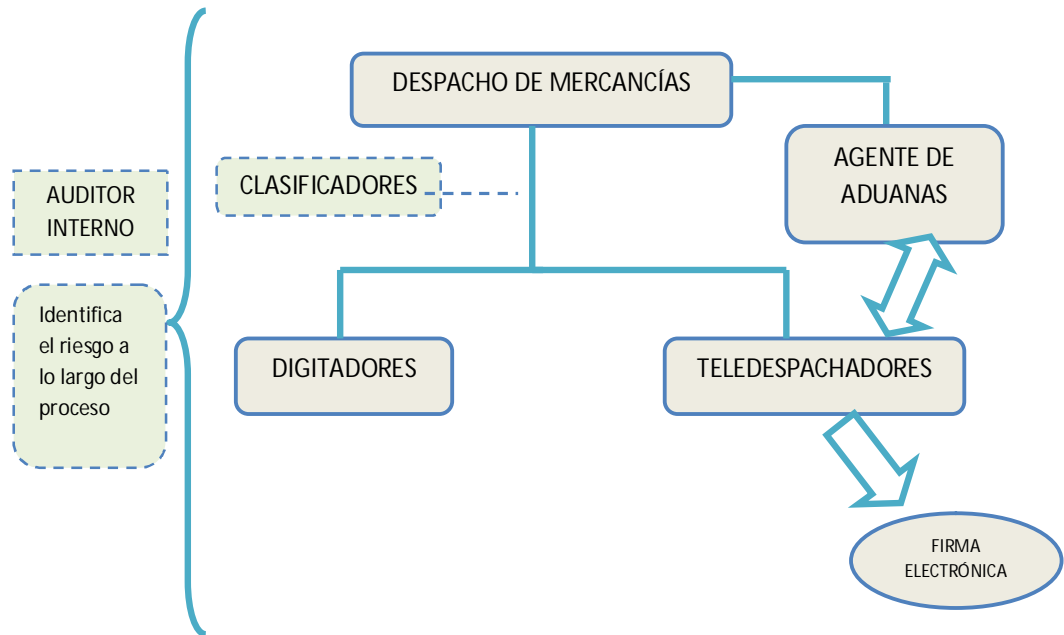 DESPACHO DE MERCANCÍAS
AGENTE DE
ADUANAS
CLASIFICADORES
AUDITOR
INTERNO
Identifica
el riesgo a
lo largo del
proceso
DIGITADORES
TELEDESPACHADORES
FIRMA
ELECTRÓNICA